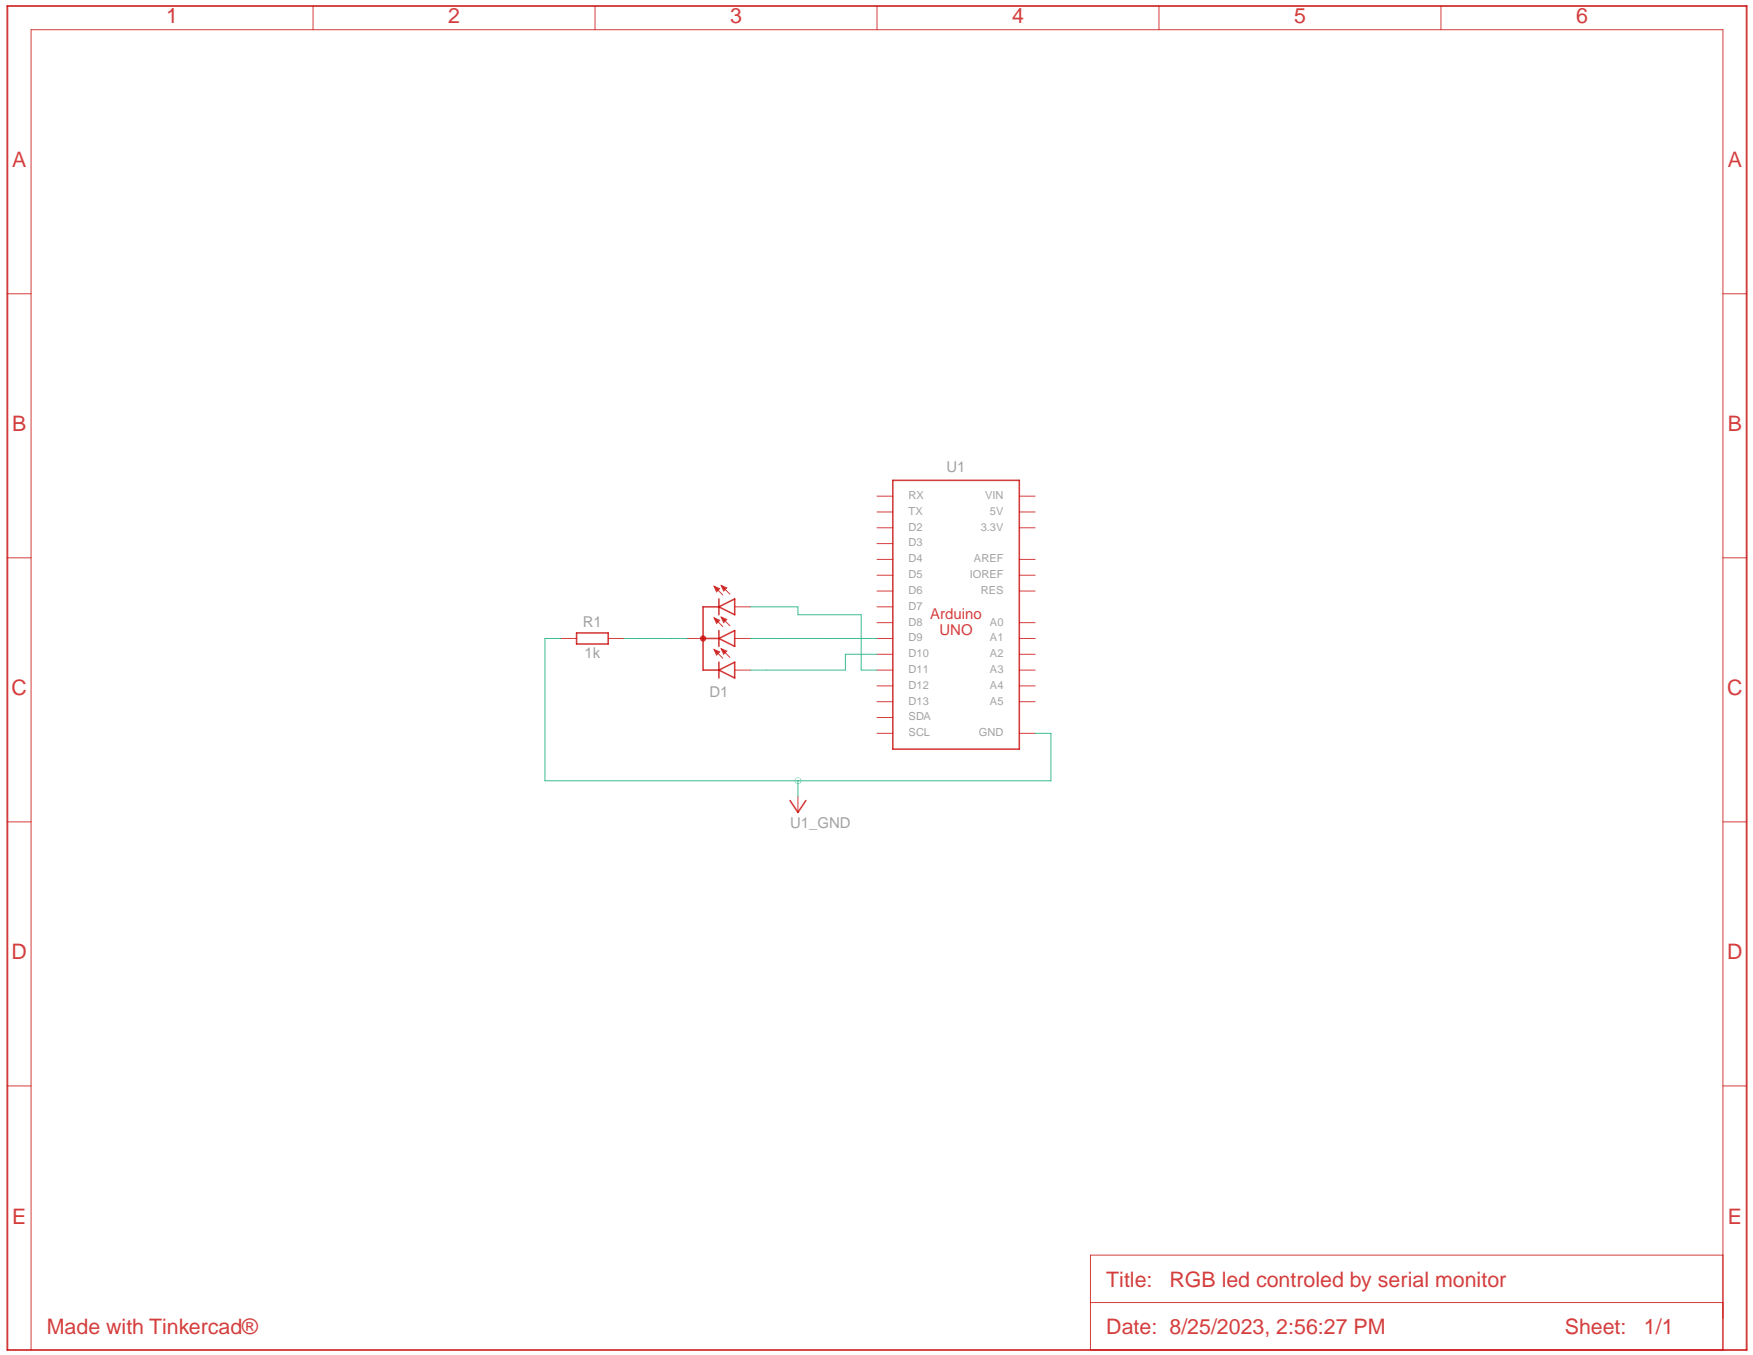 1 2 3 4 5 6
A A
B B
U1
RX VIN
TX 5V
D2 3.3V
D3
D4 AREF
D5 IOREF
D6 RES
D7
Arduino
UNO
D8 A0
D9 A1
D10 A2
D11 A3
D12 A4
D13 A5
SDA
SCL GND
R1
1k
D1
C C
U1_GND
D D
E E
Title: RGB led controled by serial monitor
Made with Tinkercad®
Date: 8/25/2023, 2:56:27 PM Sheet: 1/1